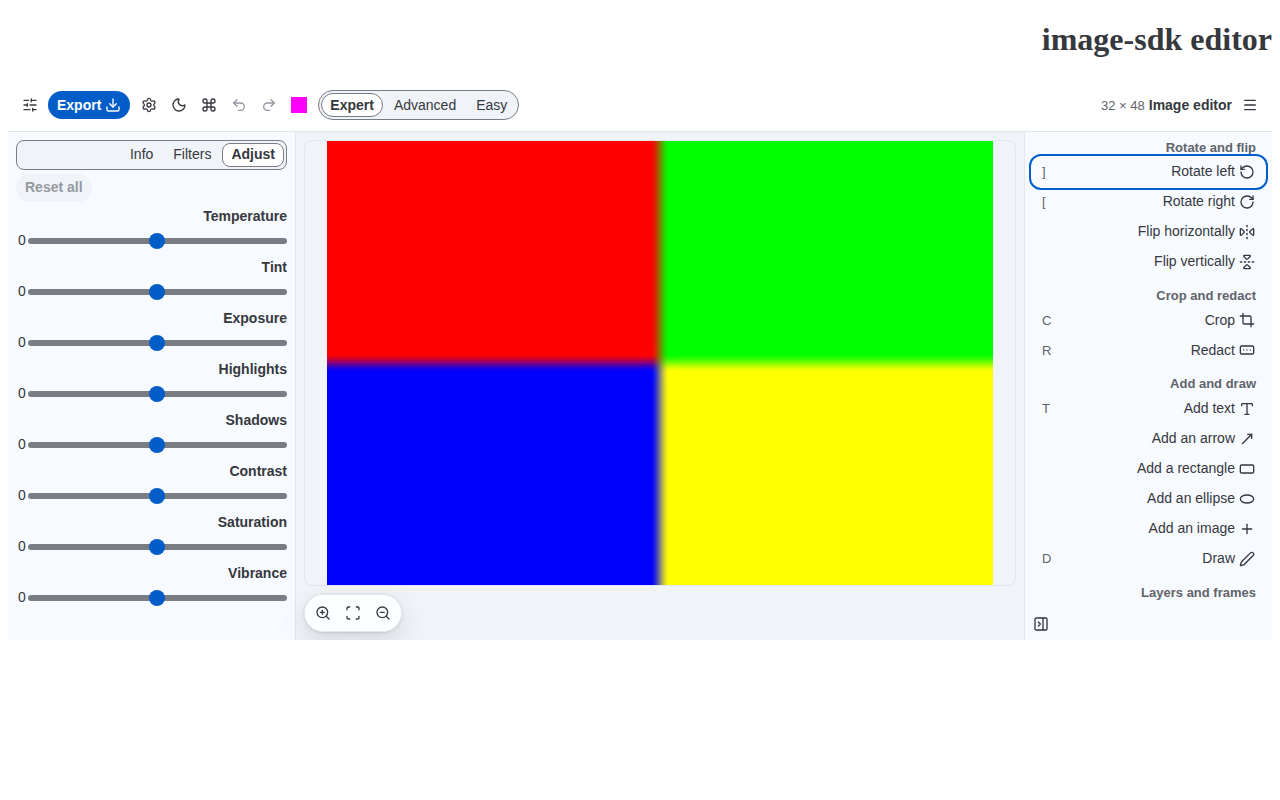 image-sdk editor
Export
Expert Advanced Easy
32 × 48 Image editor
Info Filters Adjust
Reset all
Temperature
0
Tint
0
Exposure
0
Highlights
0
Shadows
0
Contrast
0
Saturation
0
Vibrance
0
Rotate and flip
] Rotate left
[ Rotate right
Flip horizontally
Flip vertically
Crop and redact
C Crop
R Redact
Add and draw
T Add text
Add an arrow
Add a rectangle
Add an ellipse
Add an image
D Draw
Layers and frames